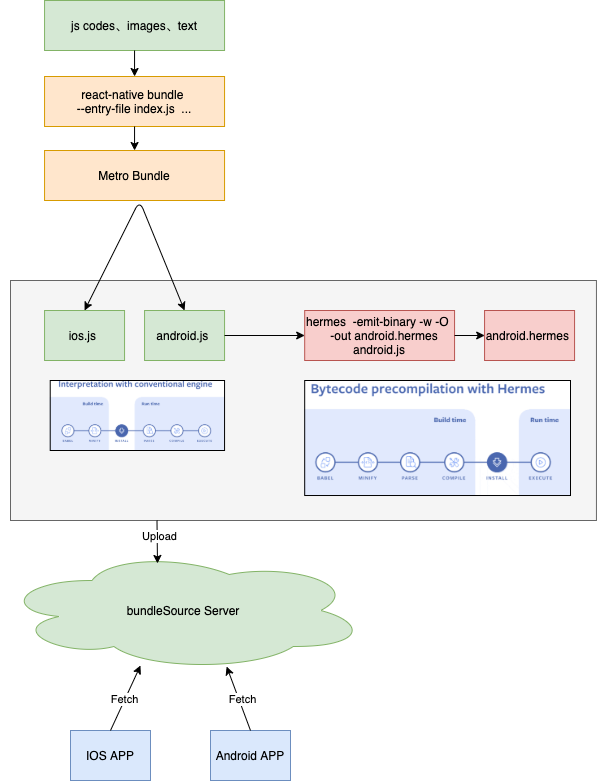 js codes、images、text
react-native bundle
--entry-file index.js ...
Metro Bundle
ios.js
android.js
hermes -emit-binary -w -O
-out android.hermes
android.js
android.hermes
Interpretation with conventional engine
Build time
Run time
BABEL
MINIFY
INSTALL
PARSE
COMPILE
EXECUTE
Bytecode precompilation with Hermes
Build time
Run time
BABEL
MINIFY
PARSE
COMPILE
INSTALL
EXECUTE
Upload
bundleSource Server
Fetch
Fetch
IOS APP
Android APP